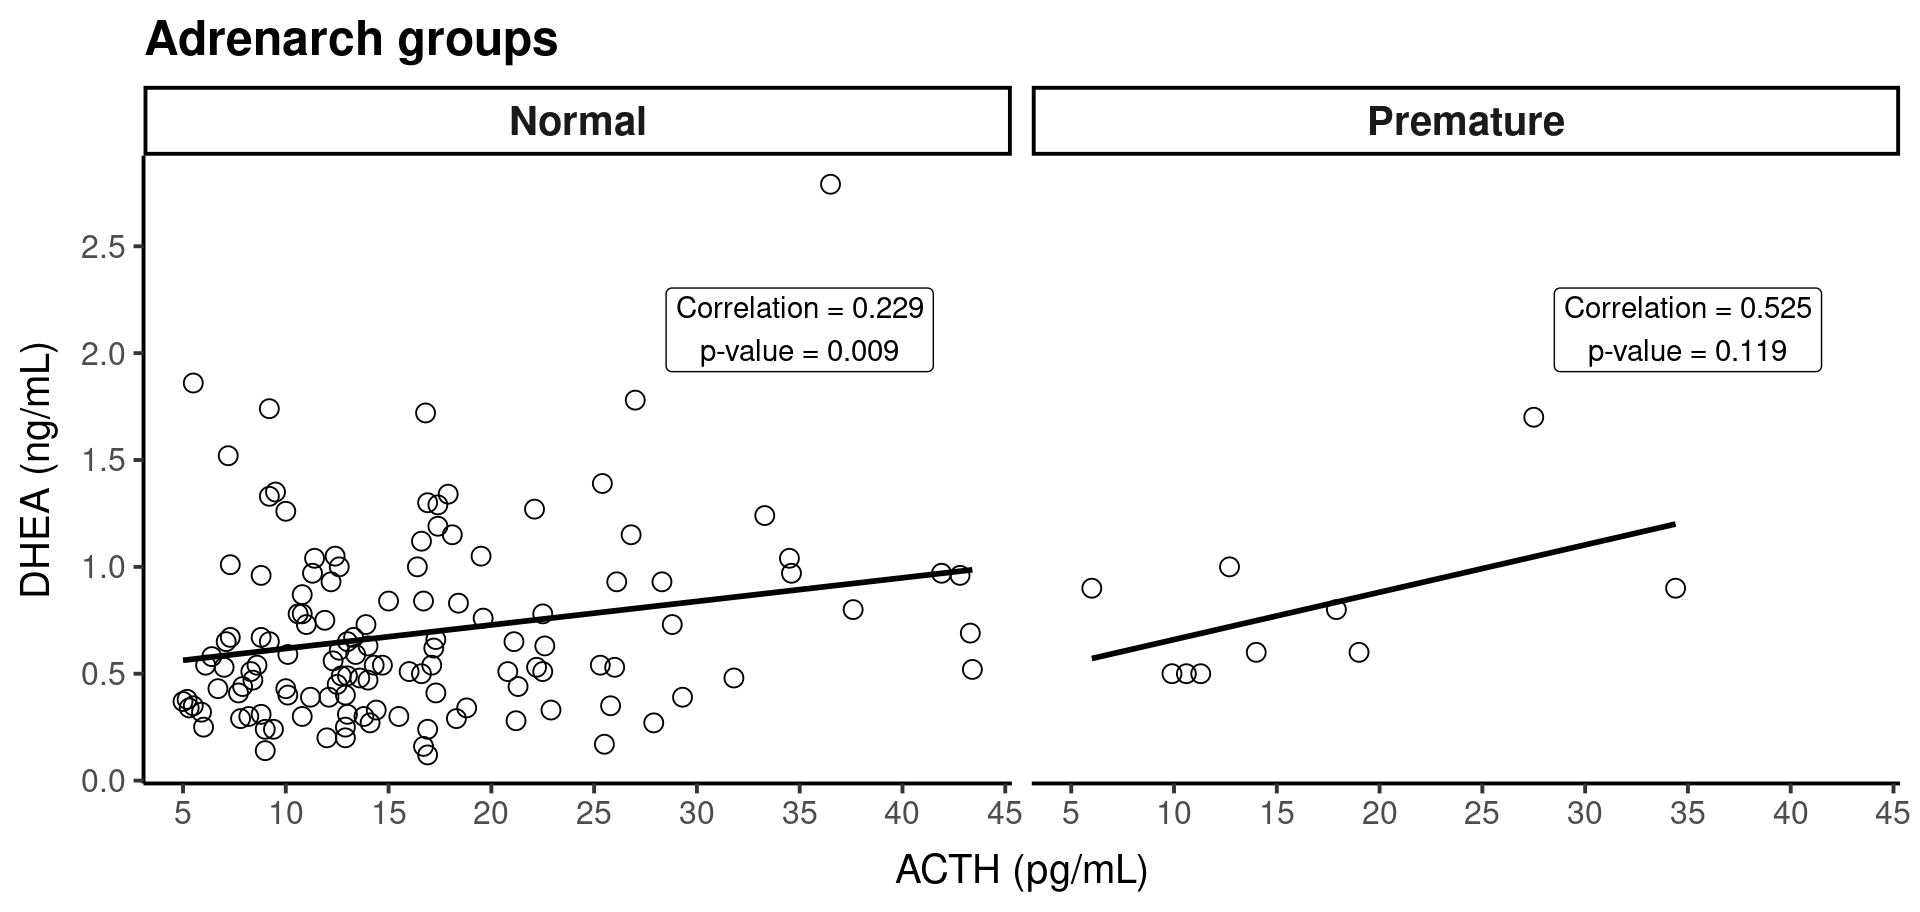 Adrenarch groups
Normal
Premature
Correlation = 0.229
p-value = 0.009
Correlation = 0.525
p-value = 0.119
DHEA (ng/mL)
2.5
2.0
1.5
1.0
0.5
0.0
5 10 15 20 25 30 35 40 45
5 10 15 20 25 30 35 40 45
ACTH (pg/mL)